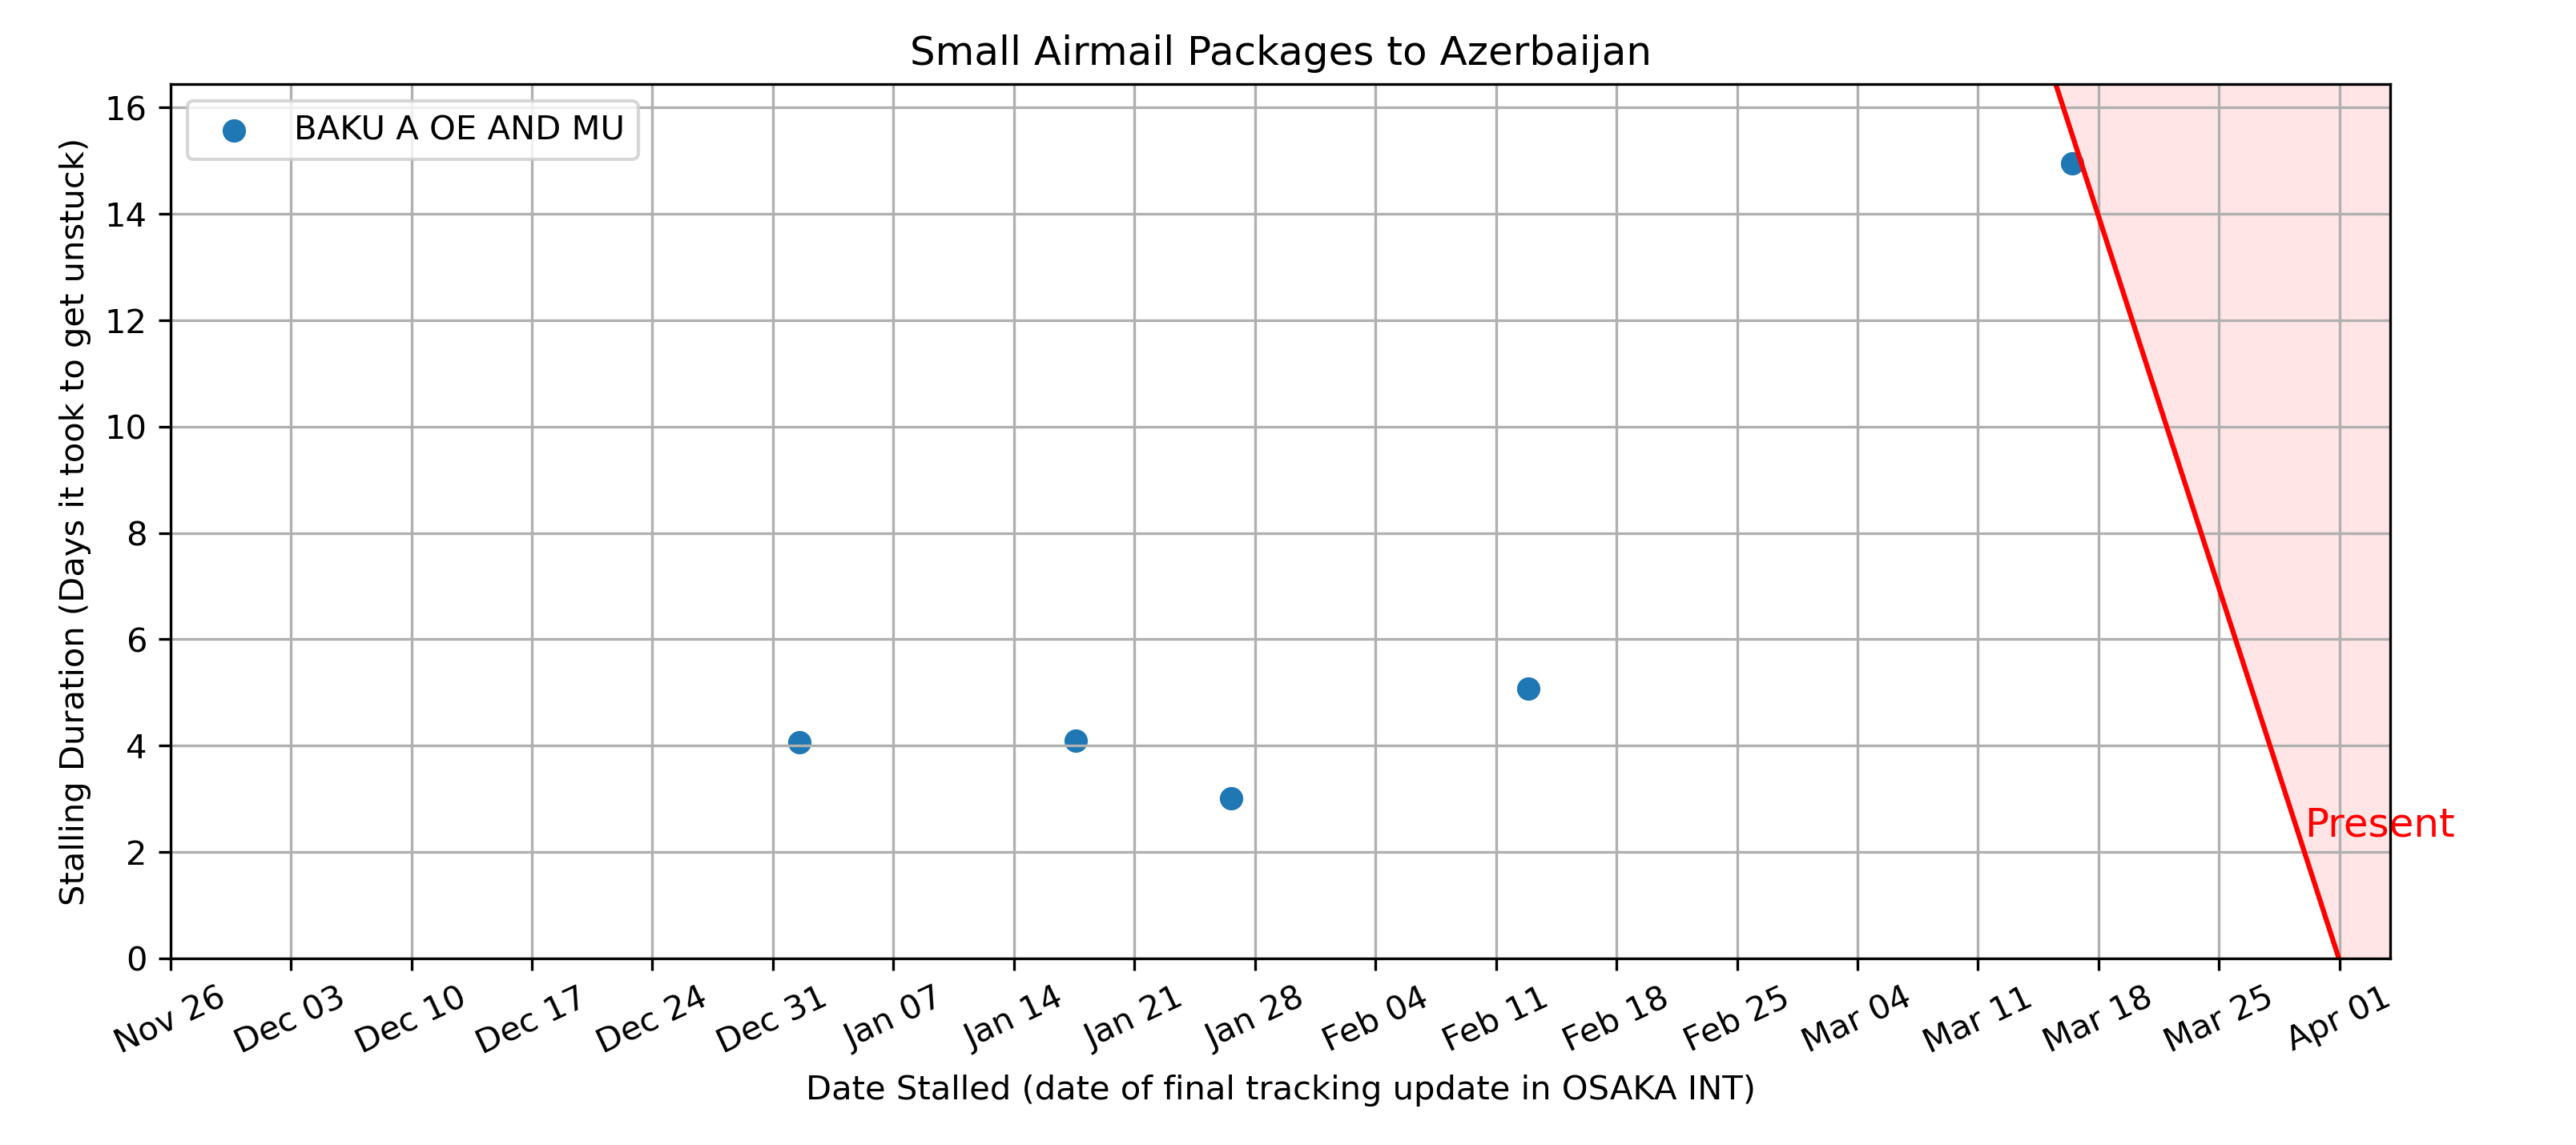 Small Airmail Packages to Azerbaijan
BAKU A OE AND MU
Stalling Duration (Days it took to get unstuck)
16
14
12
10
8
6
4
2
0
Present
Nov 26
Dec 03
Dec 10
Dec 17
Dec 24
Dec 31
Jan 07
Jan 14
Jan 21
Jan 28
Feb 04
Feb 11
Feb 18
Feb 25
Mar 04
Mar 11
Mar 18
Mar 25
Apr 01
Date Stalled (date of final tracking update in OSAKA INT)